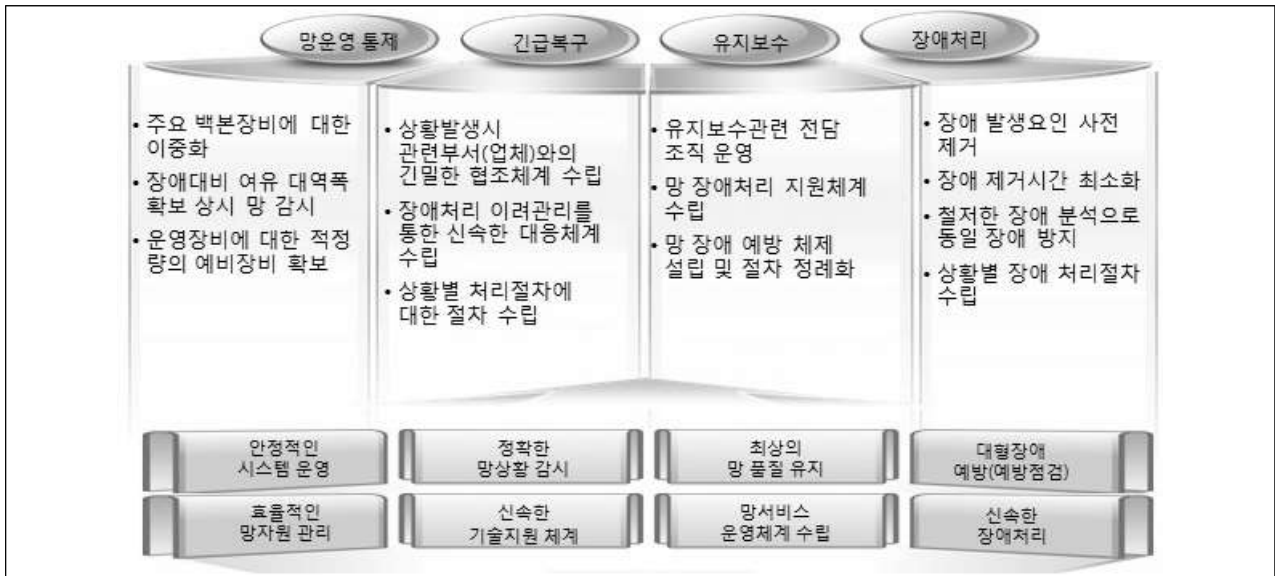 망운영 통제
긴급복구
유지보수
장애처리
• 주요 백본장비에 대한
이중화
• 장애대비 여유 대역폭
확보 상시 망 감시
• 운영장비에 대한 적정
량의 예비장비 확보
• 상황발생시
관련부서(업체)와의
긴밀한 협조체계 수립
• 장애처리 이려관리를
통한 신속한 대응체계
수립
• 상황별 처리절차에
대한 절차 수립
• 유지보수관련 전담
조직 운영
• 망 장애처리 지원체계
수립
• 망 장애 예방 체제
설립 및 절차 정례화
• 장애 발생요인 사전
제거
• 장애 제거시간 최소화
• 철저한 장애 분석으로
동일 장애 방지
• 상황별 장애 처리절차
수립
안정적인
시스템 운영
정확한
망상황 감시
최상의
망 품질 유지
대형장애
예방(예방점검)
효율적인
망자원 관리
신속한
기술지원 체계
망서비스
운영체계 수립
신속한
장애처리